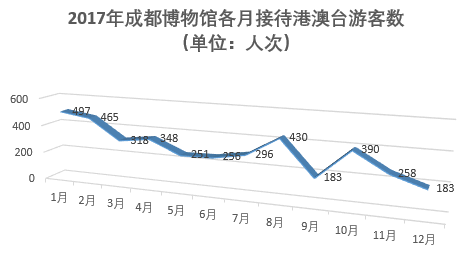 2017年成都博物馆各月接待港澳台游客数
（单位：人次）
600
400
200
0
497
465
318
348
251
256
296
430
183
390
258
183
1月
2月
3月
4月
5月
6月
7月
8月
9月
10月
11月
12月